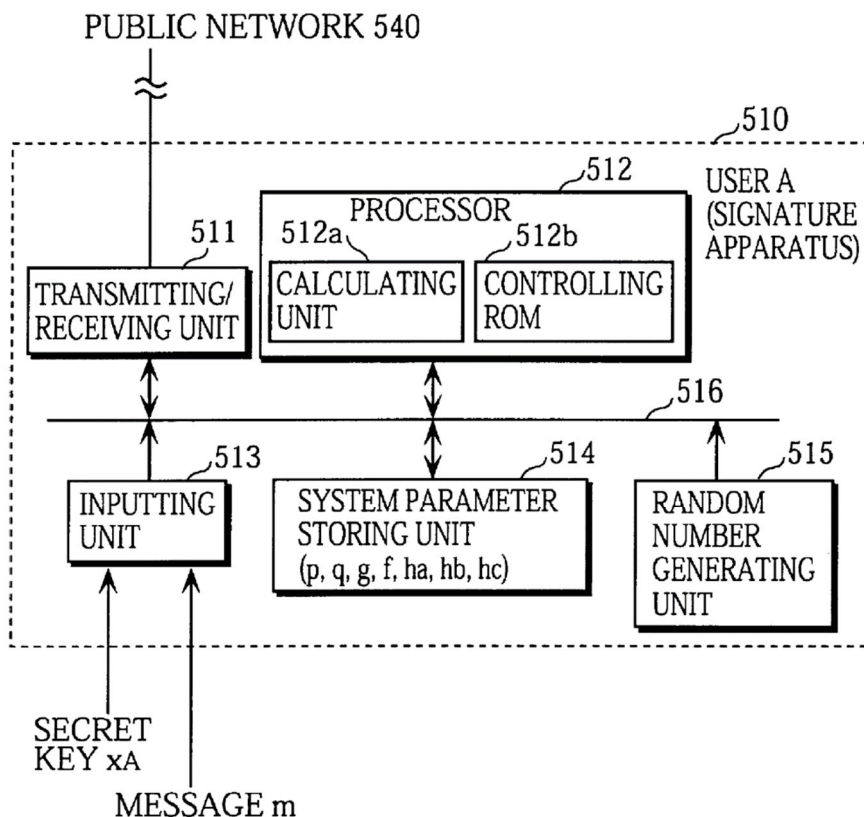 PUBLIC NETWORK 540
510
512
USER A
(SIGNATURE
APPARATUS)
PROCESSOR
511
512a
512b
TRANSMITTING/
RECEIVING UNIT
CALCULATING
UNIT
CONTROLLING
ROM
516
513
514
515
INPUTTING
UNIT
SYSTEM PARAMETER
STORING UNIT
(p, q, g, f, ha, hb, hc)
RANDOM
NUMBER
GENERATING
UNIT
SECRET
KEY xA
MESSAGE m